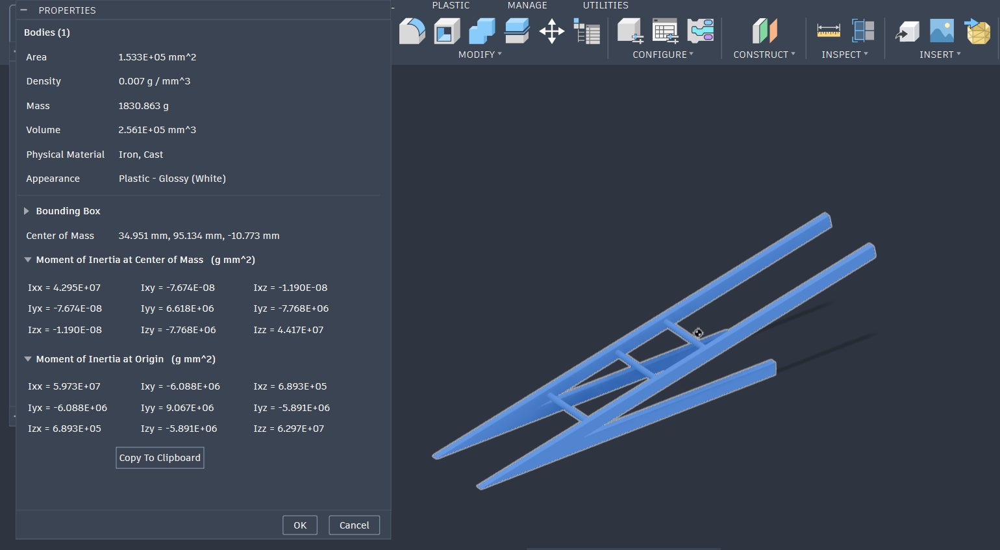 PROPERTIES
Bodies (1)
Area 1.533E+05 mm^2
Density 0.007 g / mm^3
Mass 1830.863 g
Volume 2.561E+05 mm^3
Physical Material Iron, Cast
Appearance Plastic - Glossy (White)
Bounding Box
Center of Mass 34.951 mm, 95.134 mm, -10.773 mm
Moment of Inertia at Center of Mass (g mm^2)
Ixx = 4.295E+07 Ixy = -7.674E-08 Ixz = -1.190E-08
Iyx = -7.674E-08 Iyy = 6.618E+06 Iyz = -7.768E+06
Izx = -1.190E-08 Izy = -7.768E+06 Izz = 4.417E+07
Moment of Inertia at Origin (g mm^2)
Ixx = 5.973E+07 Ixy = -6.088E+06 Ixz = 6.893E+05
Iyx = -6.088E+06 Iyy = 9.067E+06 Iyz = -5.891E+06
Izx = 6.893E+05 Izy = -5.891E+06 Izz = 6.297E+07
Copy To Clipboard
OK Cancel
PLASTIC MANAGE UTILITIES
MODIFY CONFIGURE CONSTRUCT INSPECT INSERT